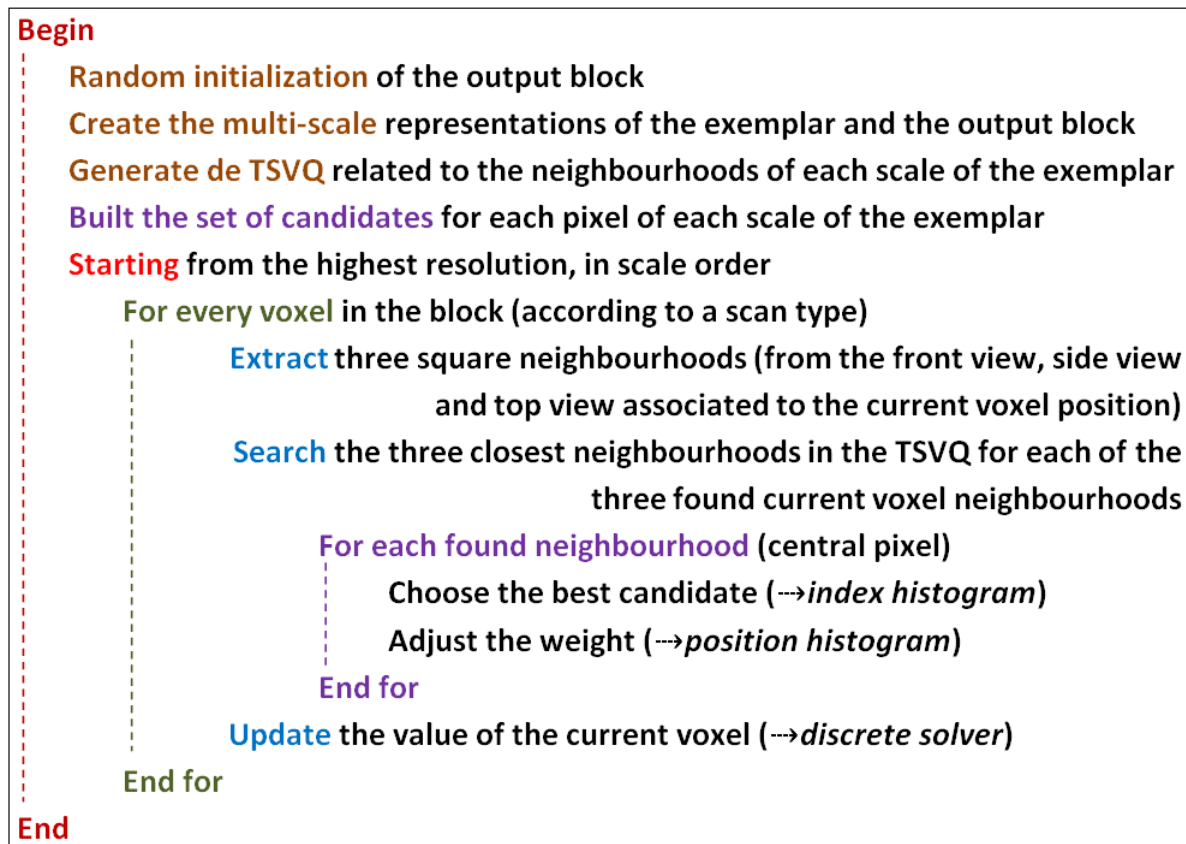 Begin
Random initialization of the output block
Create the multi-scale representations of the exemplar and the output block
Generate de TSVQ related to the neighbourhoods of each scale of the exemplar
Built the set of candidates for each pixel of each scale of the exemplar
Starting from the highest resolution, in scale order
For every voxel in the block (according to a scan type)
Extract three square neighbourhoods (from the front view, side view
and top view associated to the current voxel position)
Search the three closest neighbourhoods in the TSVQ for each of the
three found current voxel neighbourhoods
For each found neighbourhood (central pixel)
Choose the best candidate (⤏index histogram)
Adjust the weight (⤏position histogram)
End for
Update the value of the current voxel (⤏discrete solver)
End for
End